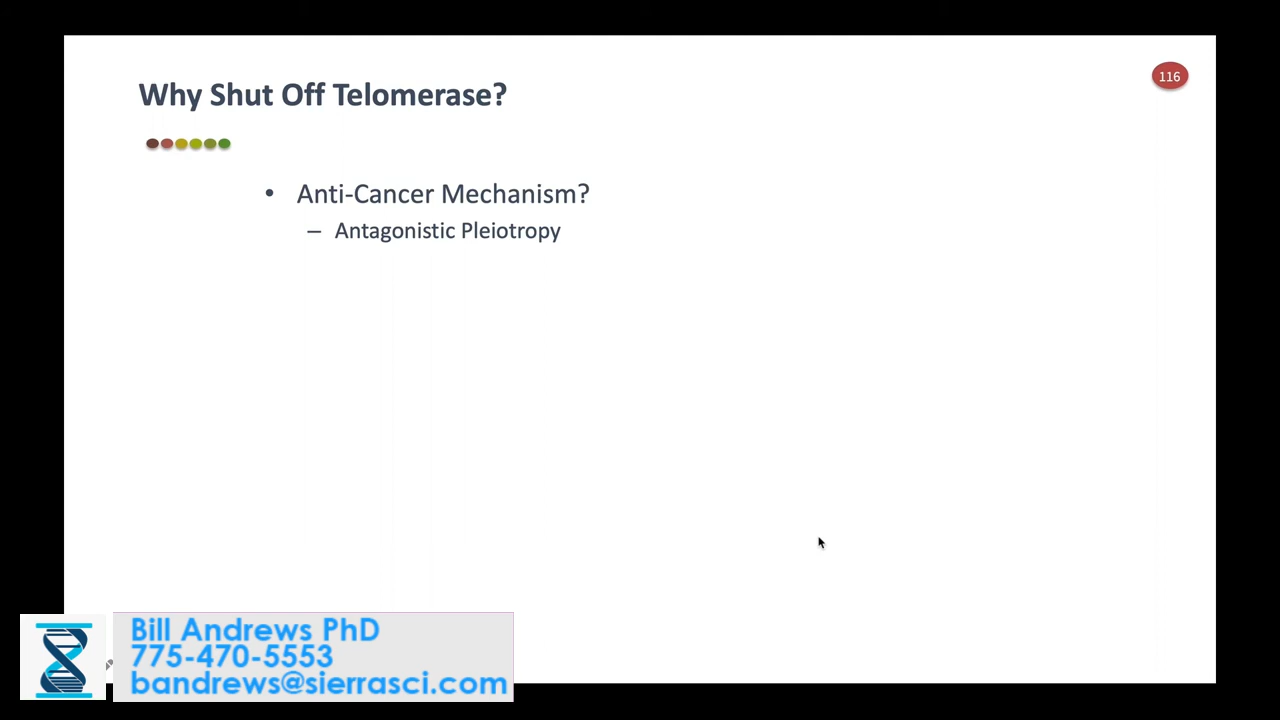 Why Shut Off Telomerase?
116
• Anti-Cancer Mechanism?
– Antagonistic Pleiotropy
Bill Andrews PhD
775-470-5553
bandrews@sierrasci.com